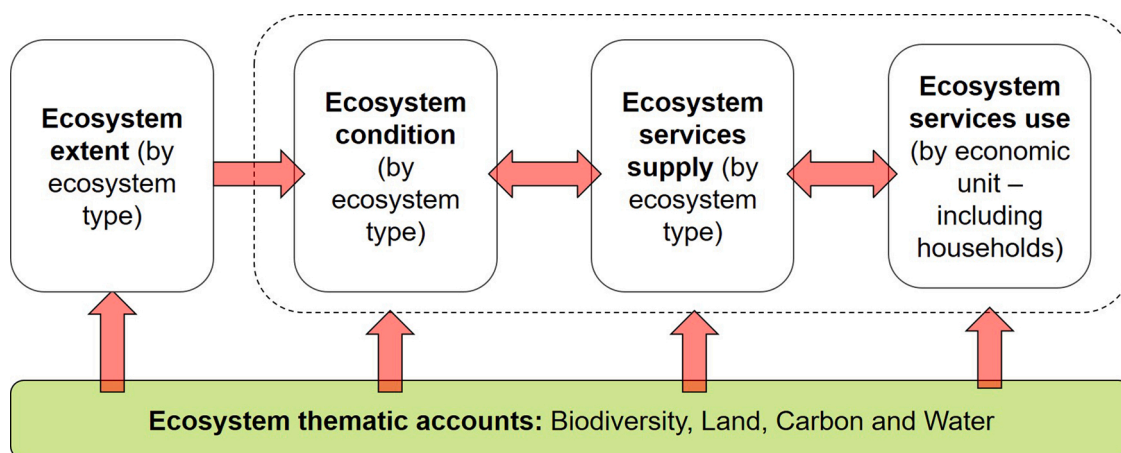 Ecosystem
extent (by
ecosystem
type)
Ecosystem
condition
(by
ecosystem
type)
Ecosystem
services
supply (by
ecosystem
type)
Ecosystem
services use
(by economic
unit –
including
households)
Ecosystem thematic accounts: Biodiversity, Land, Carbon and Water